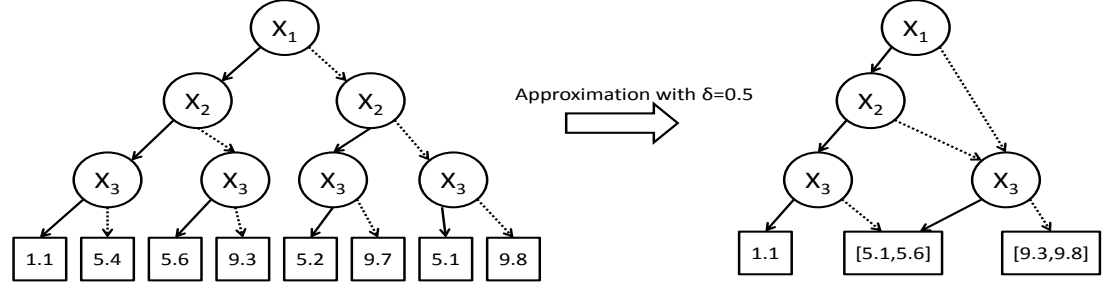 X₁ X₁
X₂ X₂ Approximation with δ=0.5 X₂
X₃ X₃ X₃ X₃ X₃ X₃
1.1 5.4 5.6 9.3 5.2 9.7 5.1 9.8 1.1 [5.1,5.6] [9.3,9.8]